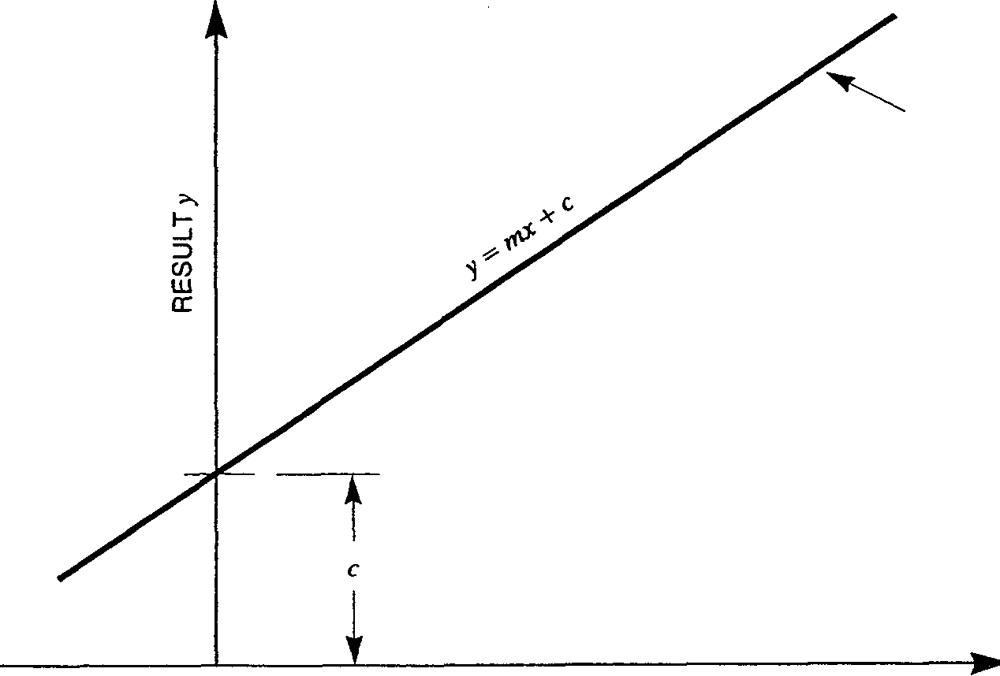 RESULT y
y = mx + c
c